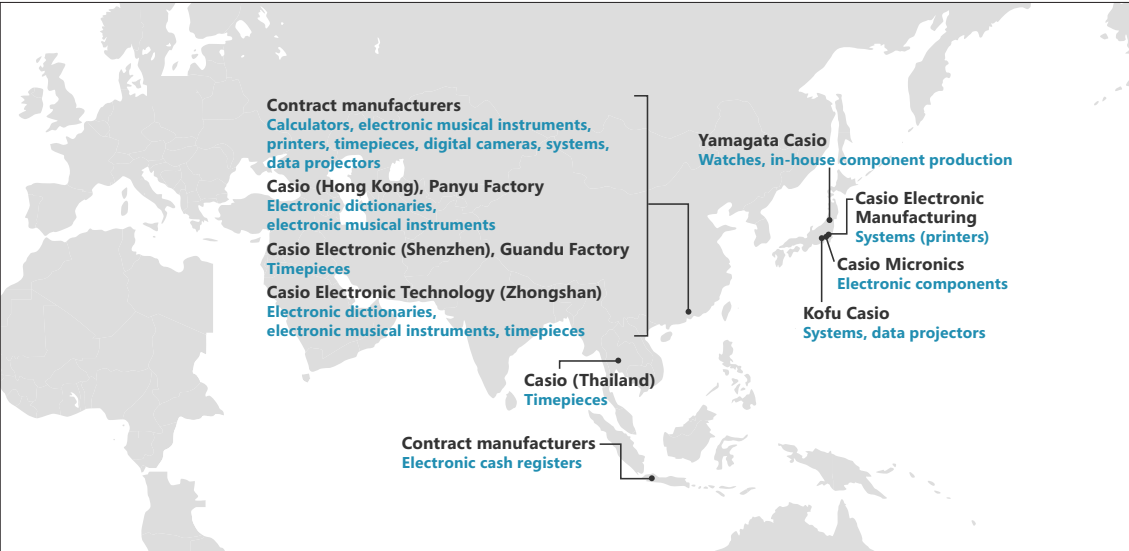 Contract manufacturers
Calculators, electronic musical instruments,
printers, timepieces, digital cameras, systems,
data projectors
Casio (Hong Kong), Panyu Factory
Electronic dictionaries,
electronic musical instruments
Casio Electronic (Shenzhen), Guandu Factory
Timepieces
Casio Electronic Technology (Zhongshan)
Electronic dictionaries,
electronic musical instruments, timepieces
Yamagata Casio
Watches, in-house component production
Casio Electronic
Manufacturing
Systems (printers)
Casio Micronics
Electronic components
Kofu Casio
Systems, data projectors
Casio (Thailand)
Timepieces
Contract manufacturers
Electronic cash registers